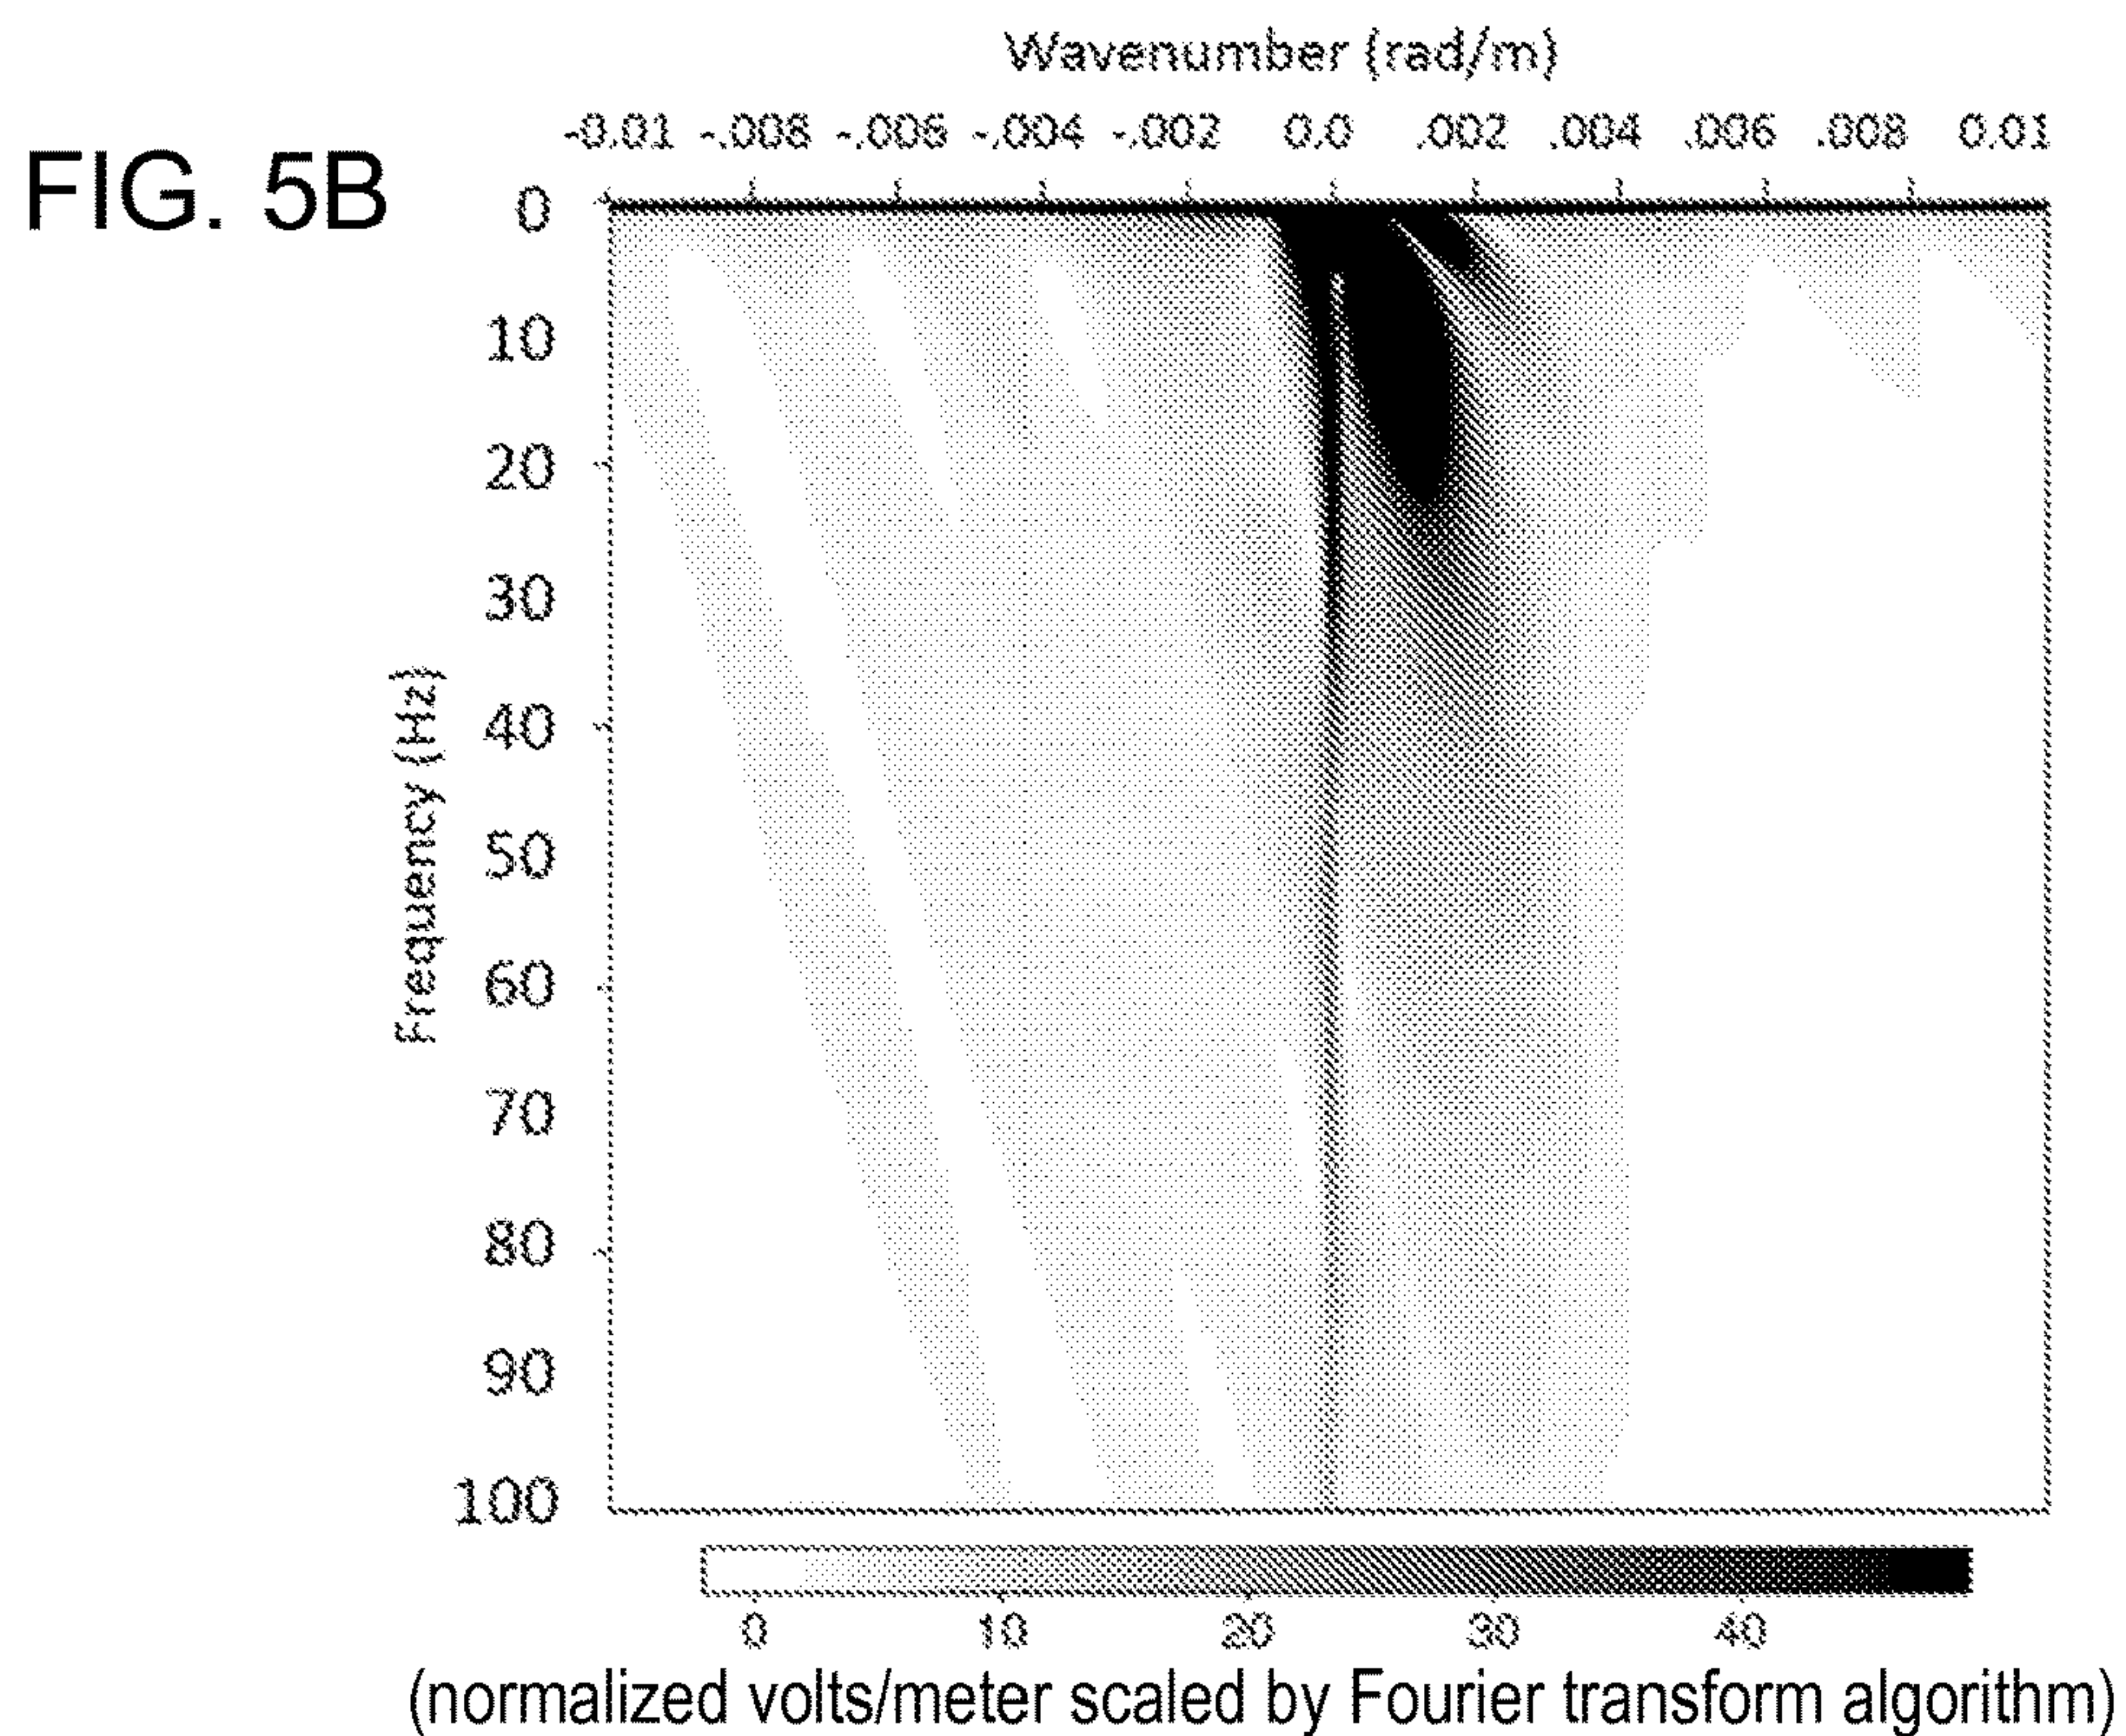 Wavenumber (rad/m)
-0.01 -.008 -.006 -.004 -.002 0.0 .002 .004 .006 .008 0.01
FIG. 5B
0
10
20
30
40
50
60
70
80
90
100
Frequency (Hz)
0 10 20 30 40
(normalized volts/meter scaled by Fourier transform algorithm)